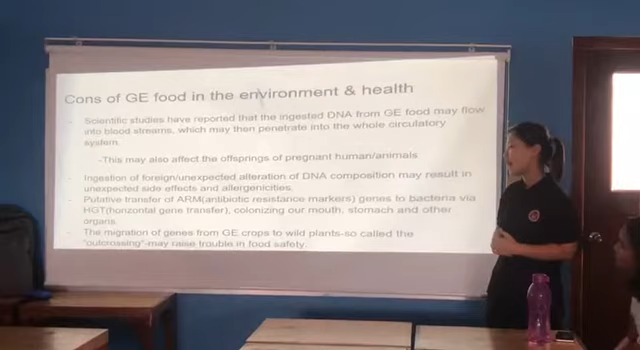 Cons of GE food in the environment & health
- Scientific studies have reported that the ingested DNA from GE food may flow
into blood streams, which may then penetrate into the whole circulatory
system.
-This may also affect the offsprings of pregnant human/animals
- Ingestion of foreign/unexpected alteration of DNA composition may result in
unexpected side effects and allergenicities.
- Putative transfer of ARM(antibiotic resistance markers) genes to bacteria via
HGT(horizontal gene transfer), colonizing our mouth, stomach and other
organs.
- The migration of genes from GE crops to wild plants-so called the
"outcrossing"-may raise trouble in food safety.